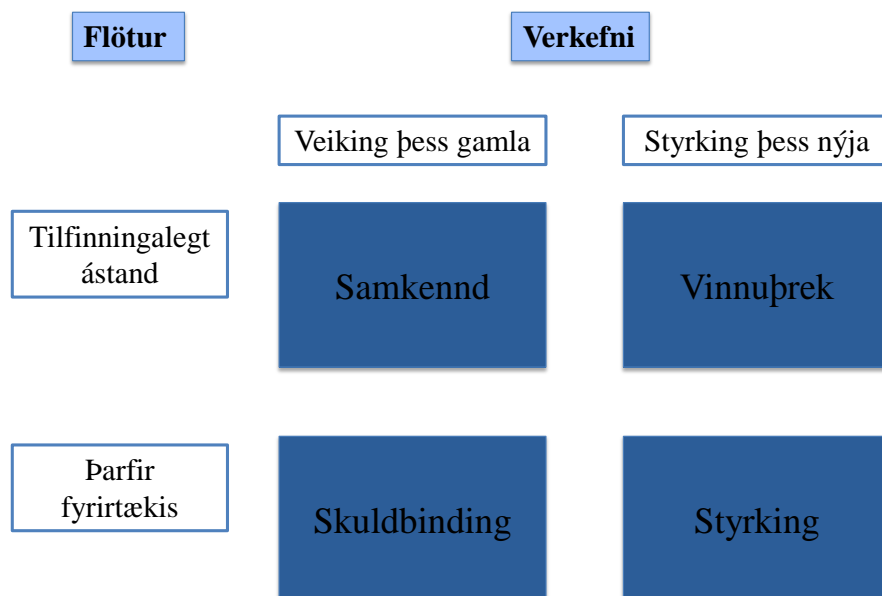 Flötur
Verkefni
Veiking þess gamla
Styrking þess nýja
Tilfinningalegt
ástand
Samkennd
Vinnuþrek
Þarfir
fyrirtækis
Skuldbinding
Styrking